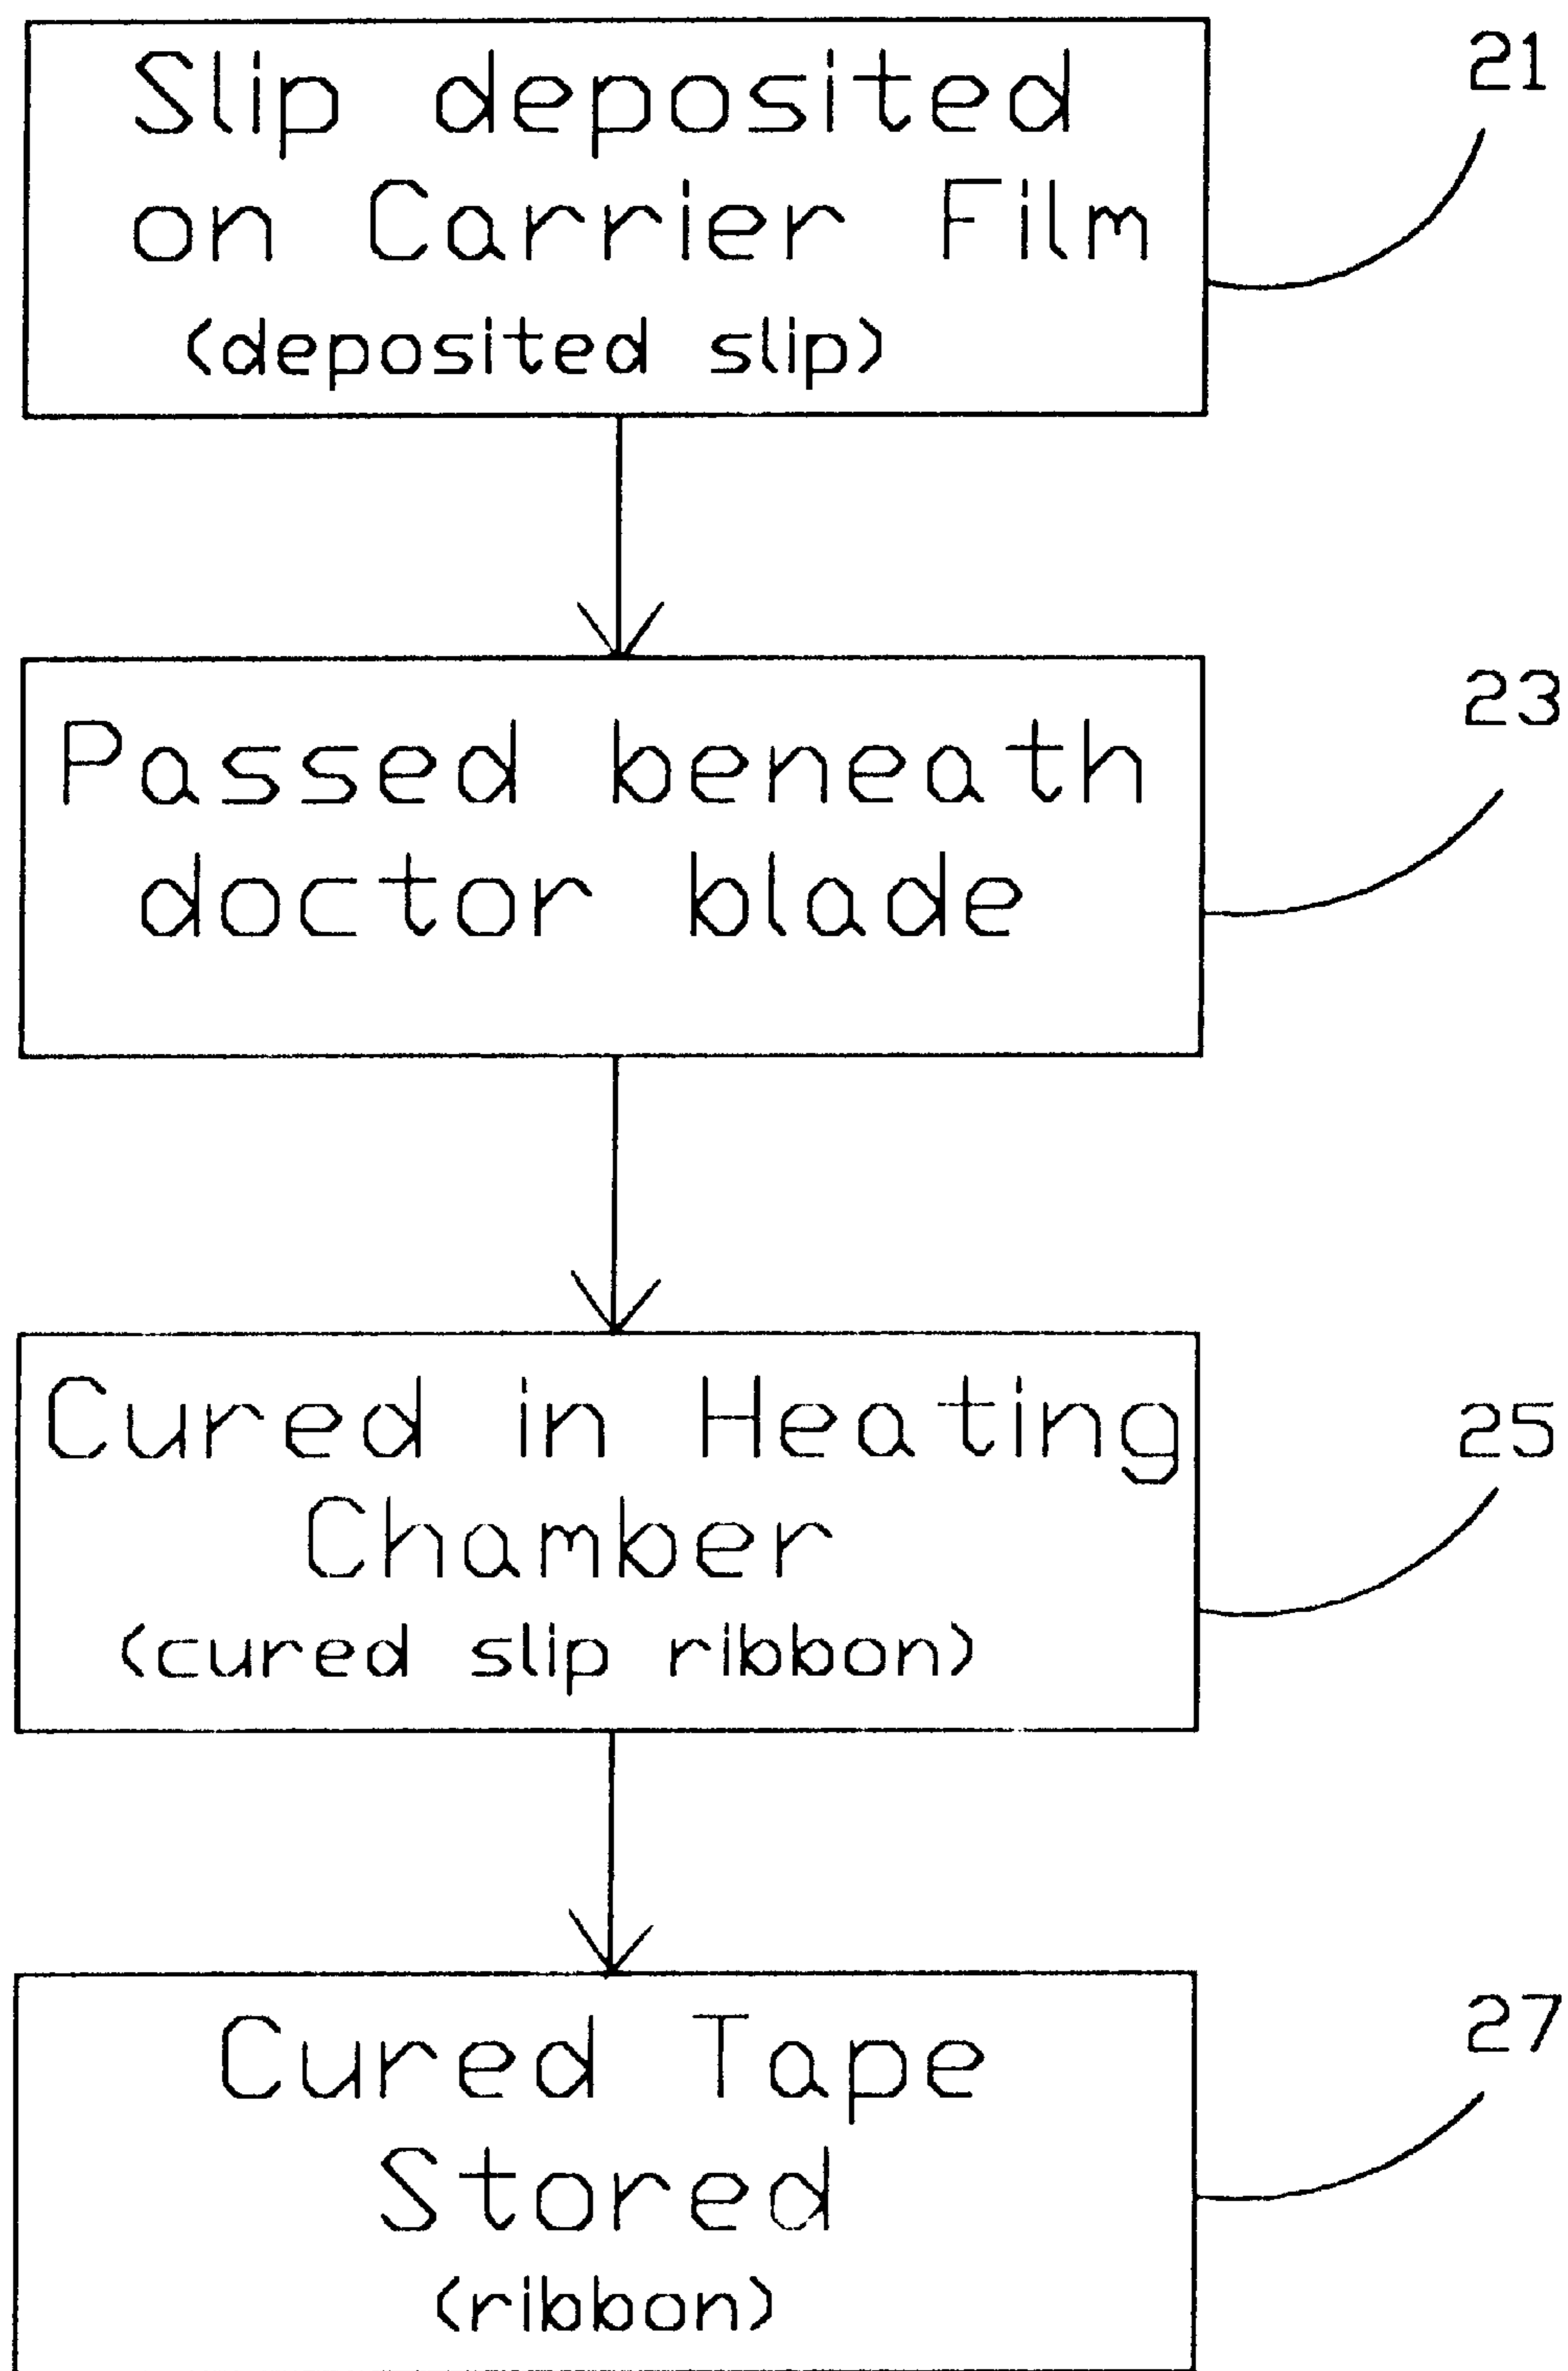 Slip deposited
on Carrier Film
(deposited slip)
21
Passed beneath
doctor blade
23
Cured in Heating
Chamber
(cured slip ribbon)
25
Cured Tape
Stored
(ribbon)
27